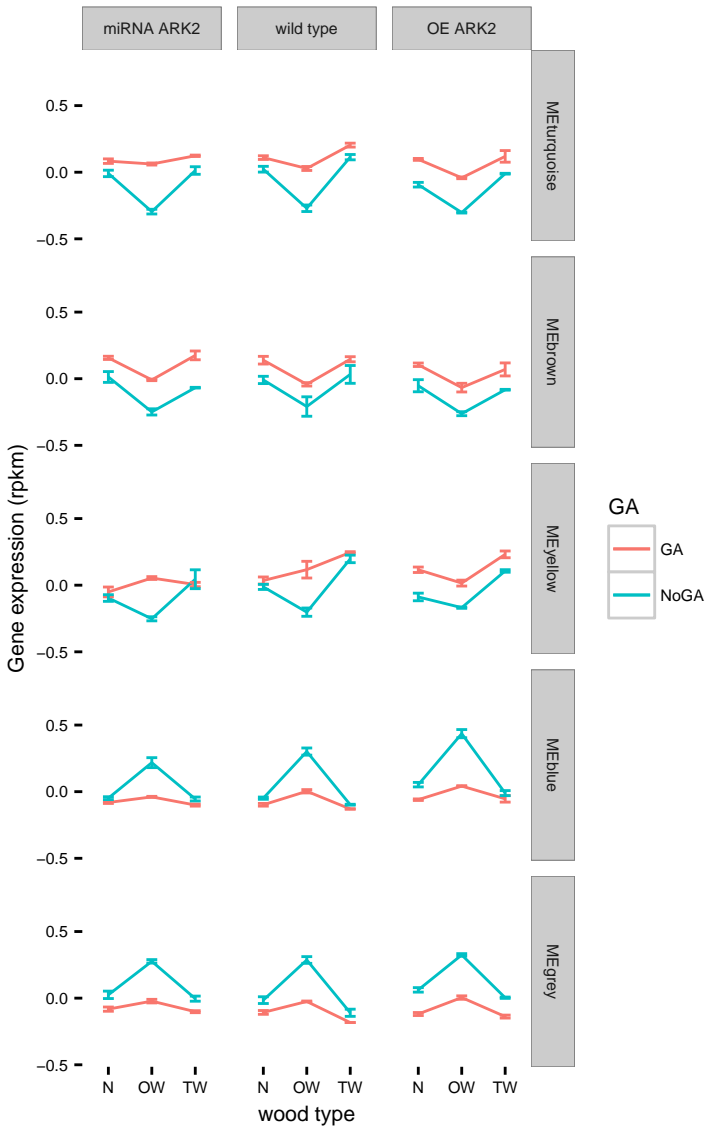 miRNA ARK2 wild type OE ARK2
0.5
0.0
−0.5
MEturquoise
0.5
0.0
−0.5
MEbrown
0.5
0.0
−0.5
MEyellow
0.5
0.0
−0.5
MEblue
0.5
0.0
−0.5
MEgrey
Gene expression (rpkm)
N OW TW N OW TW N OW TW
wood type
GA
GA
NoGA